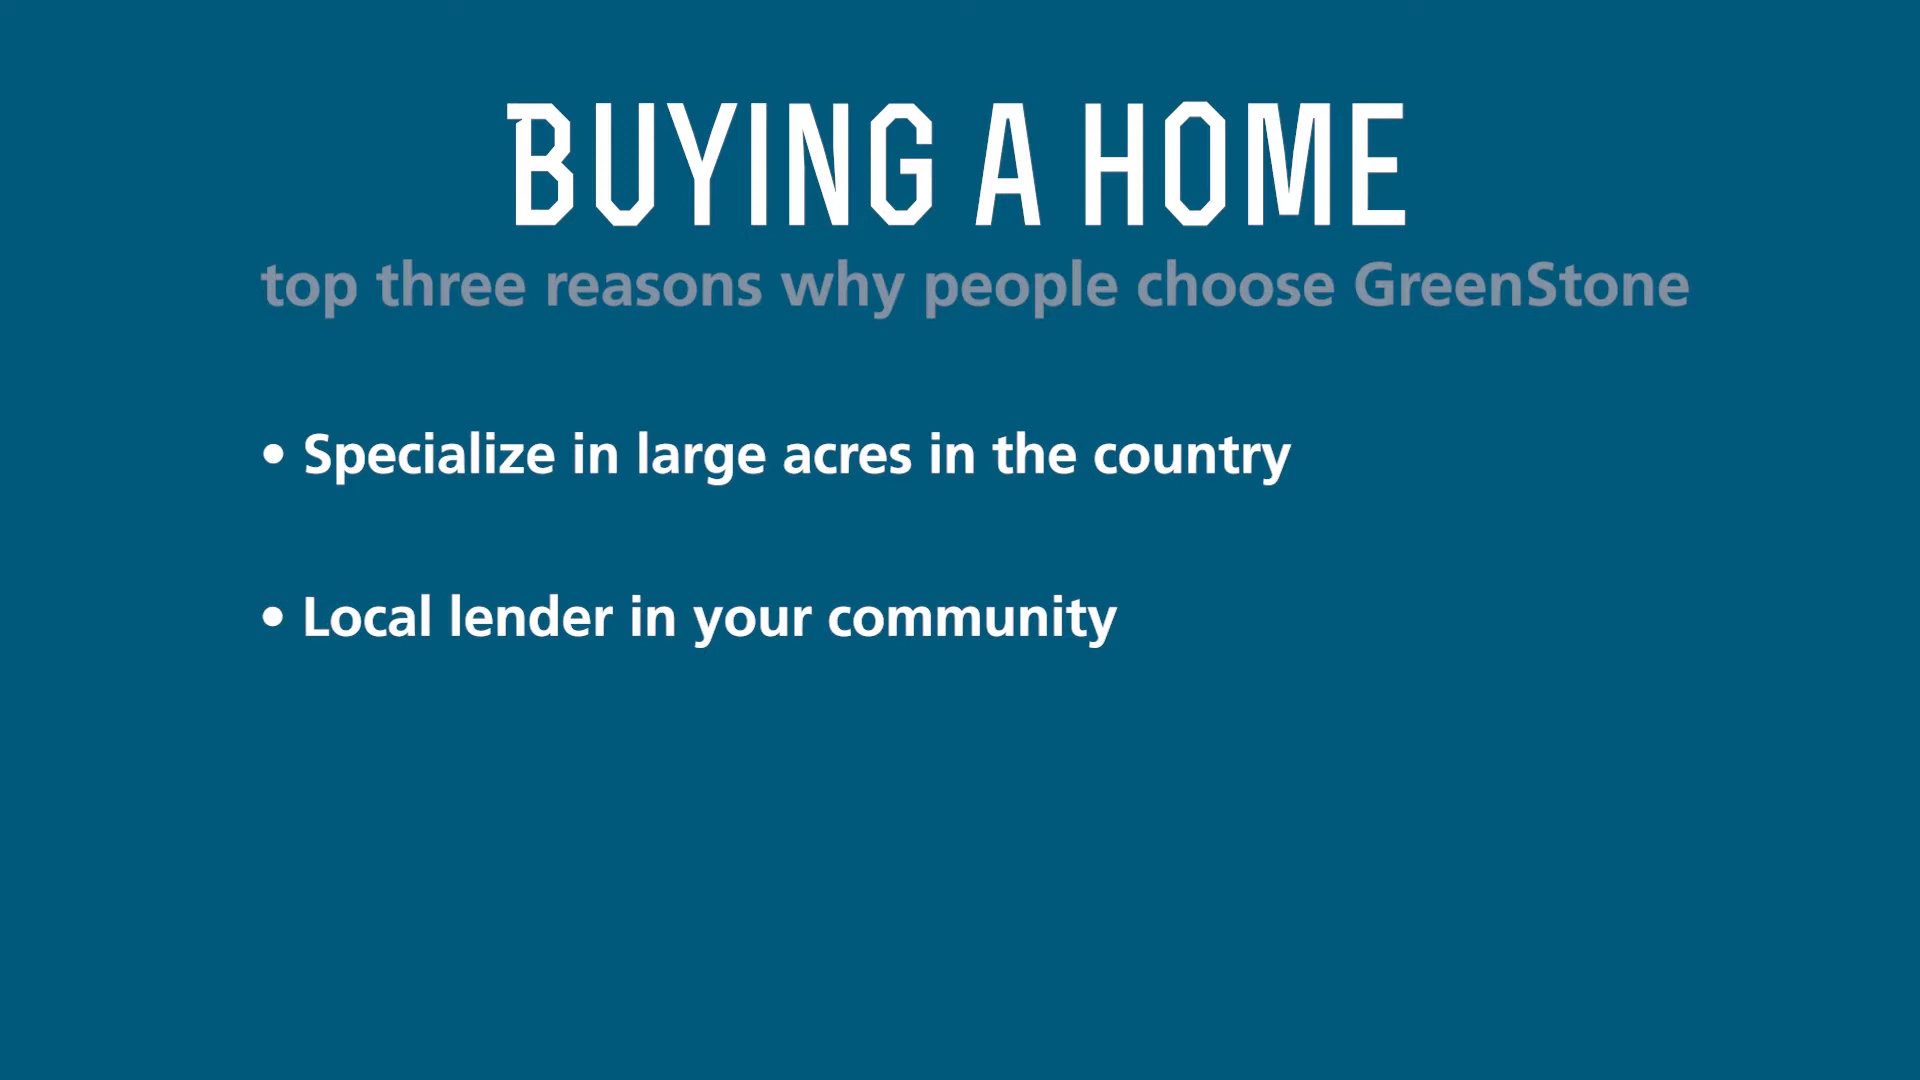 BUYING A HOME
top three reasons why people choose GreenStone
• Specialize in large acres in the country
• Local lender in your community